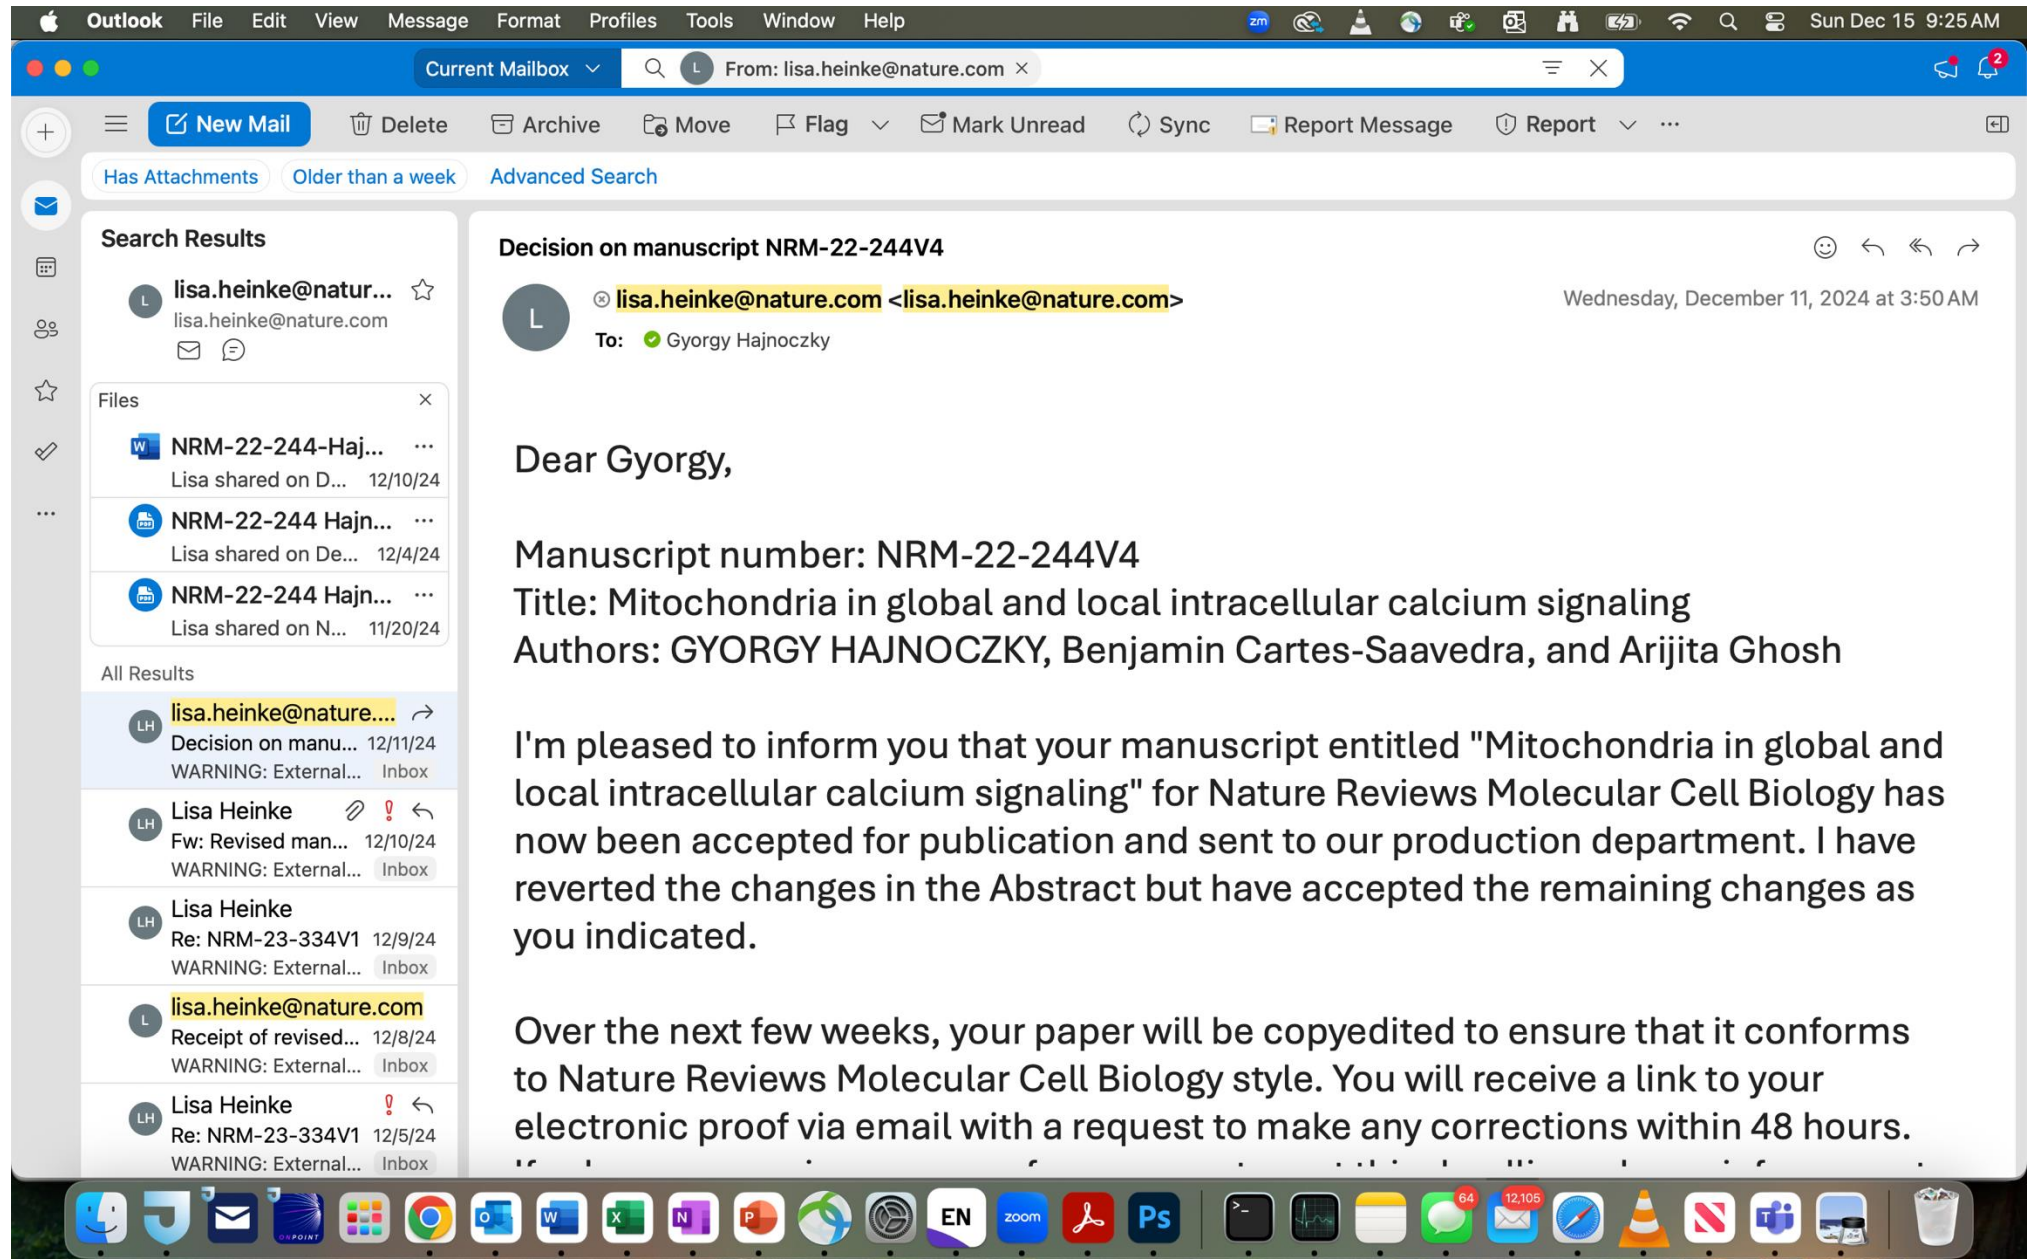 Outlook File Edit View Message Format Profiles Tools Window Help
zm
Sun Dec 15 9:25 AM
Current Mailbox
L From: lisa.heinke@nature.com
2
New Mail Delete Archive Move Flag Mark Unread Sync Report Message Report ...
Has Attachments Older than a week Advanced Search
Search Results
L
lisa.heinke@natur...
lisa.heinke@nature.com
Files
NRM-22-244-Haj... ...
Lisa shared on D... 12/10/24
NRM-22-244 Hajn... ...
Lisa shared on De... 12/4/24
NRM-22-244 Hajn... ...
Lisa shared on N... 11/20/24
All Results
LH
lisa.heinke@nature....
Decision on manu... 12/11/24
WARNING: External... Inbox
LH
Lisa Heinke
Fw: Revised man... 12/10/24
WARNING: External... Inbox
LH
Lisa Heinke
Re: NRM-23-334V1 12/9/24
WARNING: External... Inbox
L
lisa.heinke@nature.com
Receipt of revised... 12/8/24
WARNING: External... Inbox
LH
Lisa Heinke
Re: NRM-23-334V1 12/5/24
WARNING: External... Inbox
Decision on manuscript NRM-22-244V4
L
lisa.heinke@nature.com <lisa.heinke@nature.com>
Wednesday, December 11, 2024 at 3:50 AM
To: Gyorgy Hajnoczky
Dear Gyorgy,
Manuscript number: NRM-22-244V4
Title: Mitochondria in global and local intracellular calcium signaling
Authors: GYORGY HAJNOCZKY, Benjamin Cartes-Saavedra, and Arijita Ghosh
I'm pleased to inform you that your manuscript entitled "Mitochondria in global and
local intracellular calcium signaling" for Nature Reviews Molecular Cell Biology has
now been accepted for publication and sent to our production department. I have
reverted the changes in the Abstract but have accepted the remaining changes as
you indicated.
Over the next few weeks, your paper will be copyedited to ensure that it conforms
to Nature Reviews Molecular Cell Biology style. You will receive a link to your
electronic proof via email with a request to make any corrections within 48 hours.
ONPOINT
EN
zoom
Ps
64
12,105